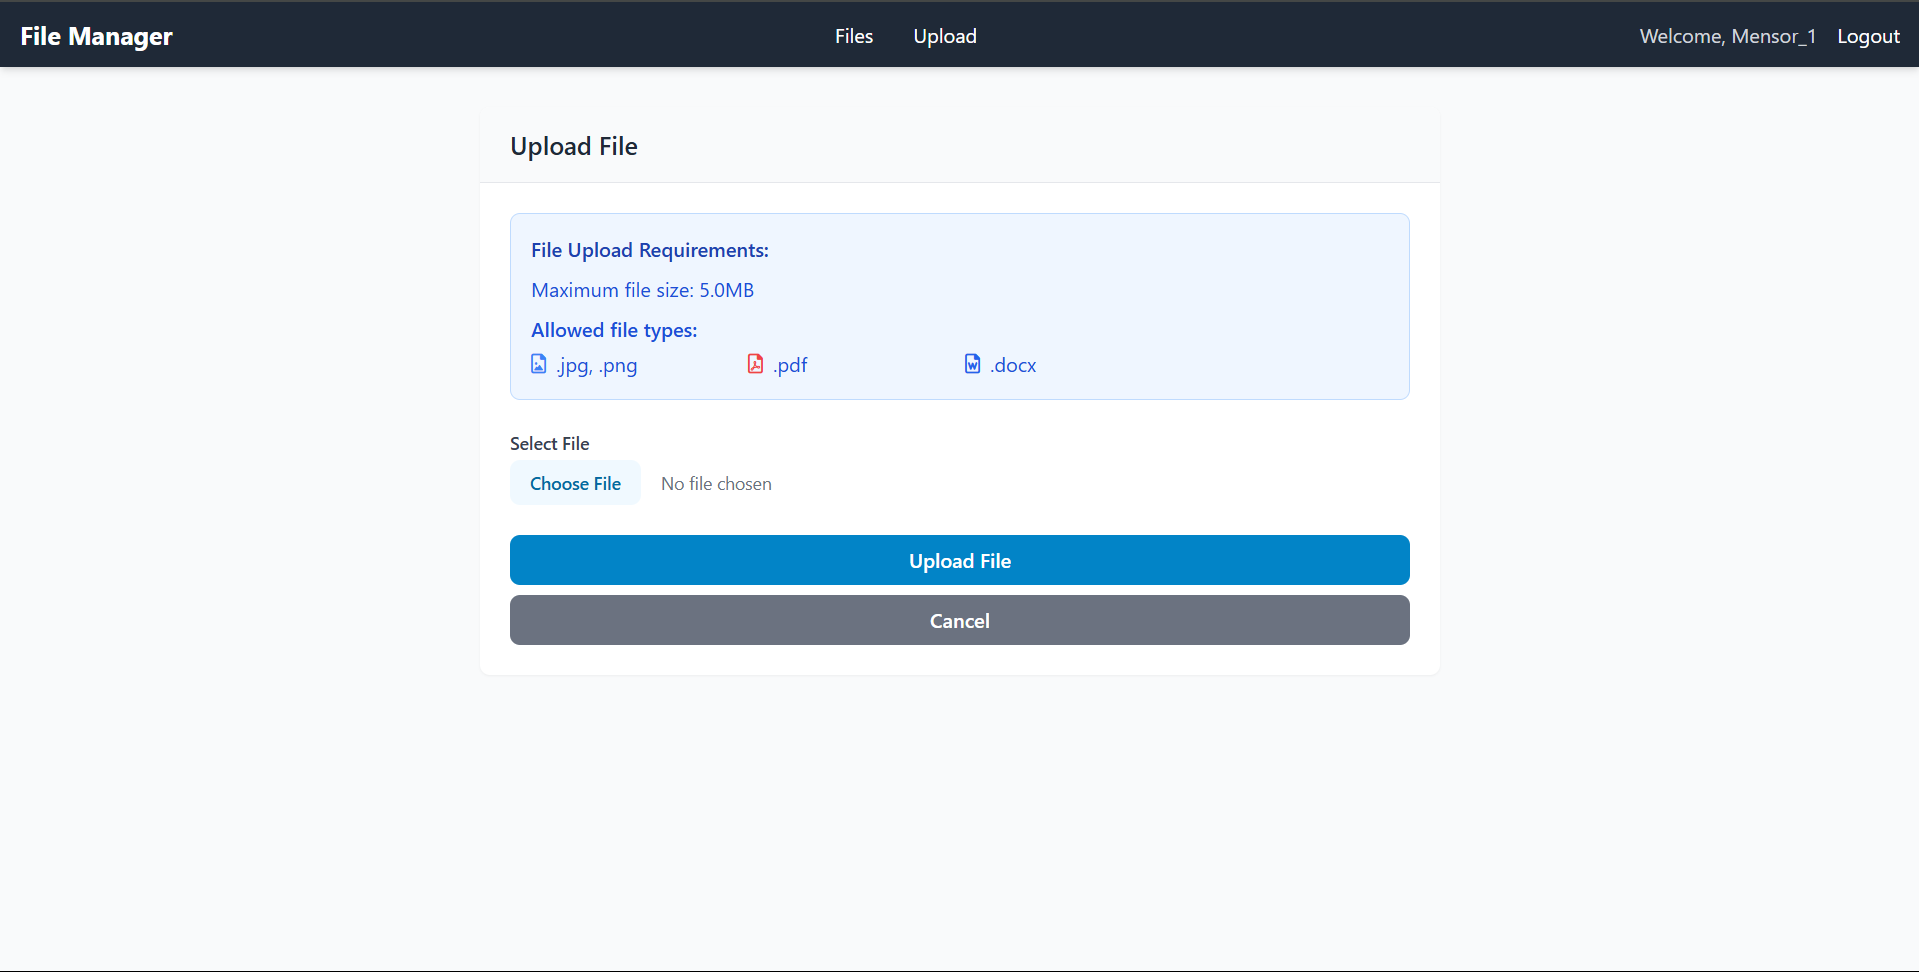 File Manager Files Upload Welcome, Mensor_1 Logout
Upload File
File Upload Requirements:
Maximum file size: 5.0MB
Allowed file types:
.jpg, .png .pdf .docx
Select File
Choose File No file chosen
Upload File
Cancel